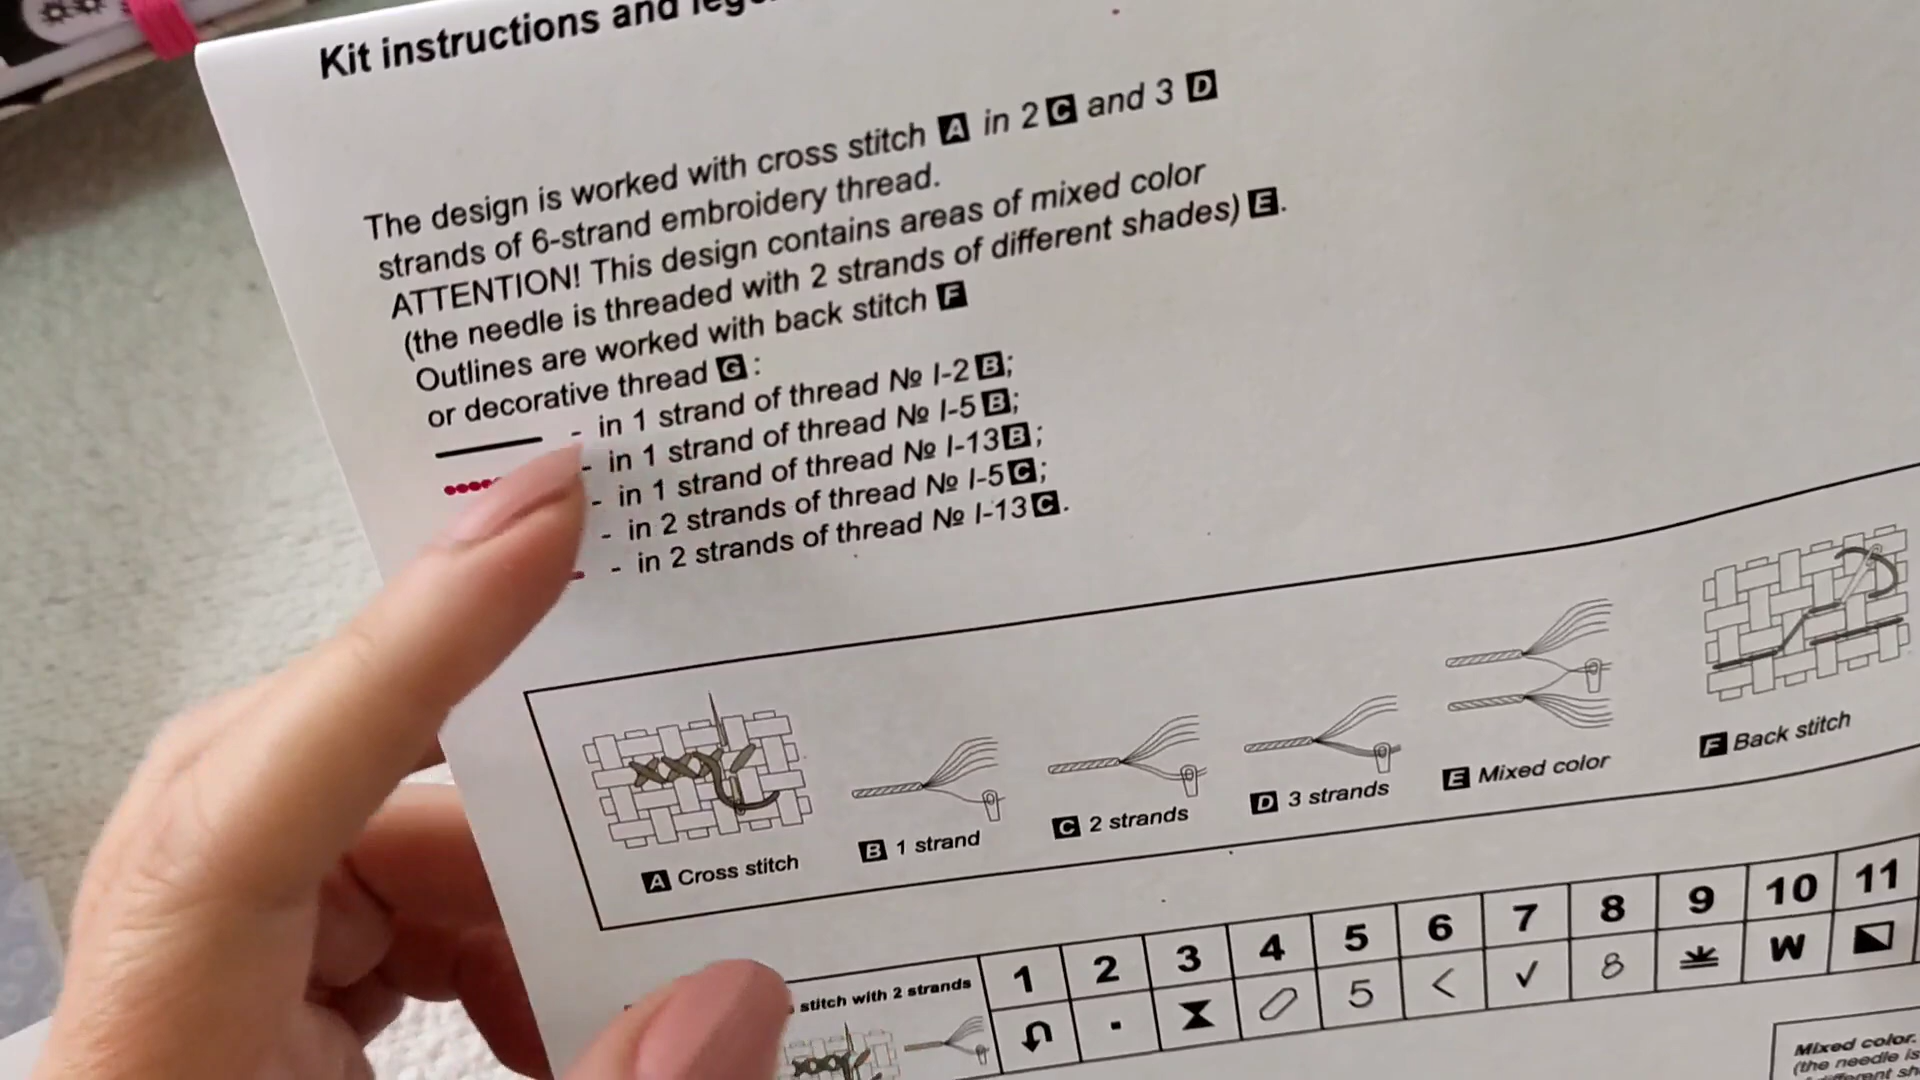 Kit instructions and
The design is worked with cross stitch A in 2 C and 3 D
strands of 6-strand embroidery thread.
ATTENTION! This design contains areas of mixed color
(the needle is threaded with 2 strands of different shades) E.
Outlines are worked with back stitch F
or decorative thread G:
- in 1 strand of thread № I-2 B;
- in 1 strand of thread № I-5 B;
- in 1 strand of thread № I-13 B;
- in 2 strands of thread № I-5 C;
- in 2 strands of thread № I-13 C.
A Cross stitch
B 1 strand
C 2 strands
D 3 strands
E Mixed color
F Back stitch
stitch with 2 strands
1 2 3 4 5 6 7 8 9 10 11
5 < ✓ 8 W
Mixed color.
(the needle is